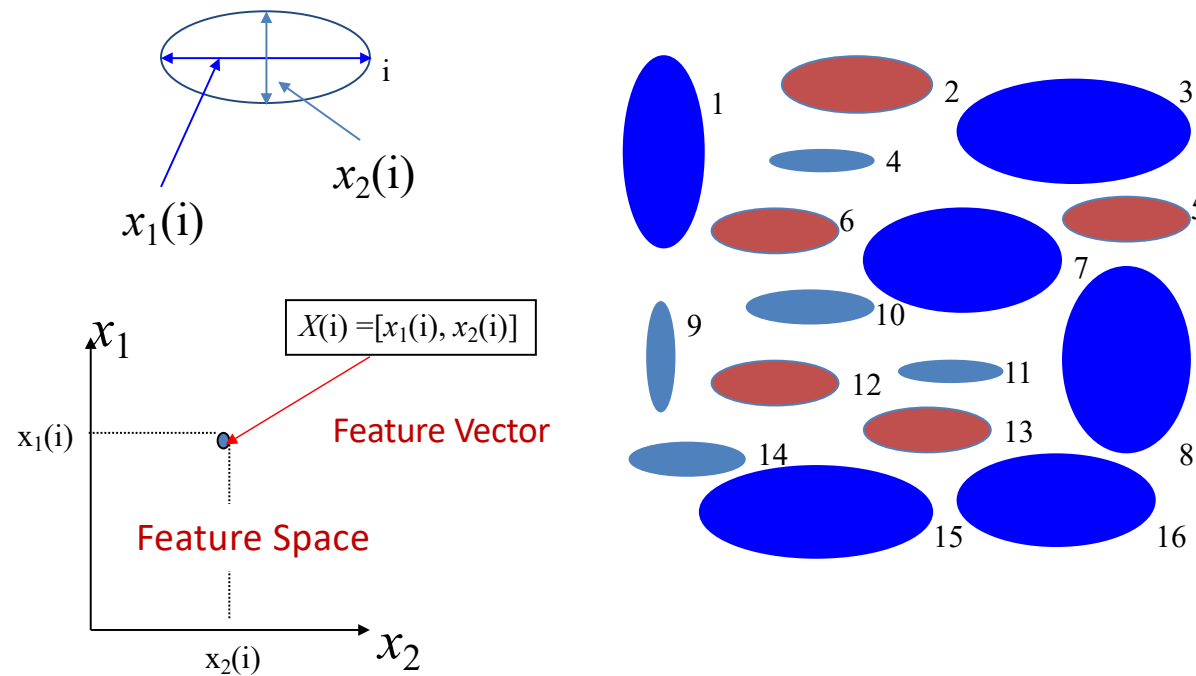 i
x₁(i)
x₂(i)
x₁
X(i) =[x₁(i), x₂(i)]
x₁(i)
Feature Vector
Feature Space
x₂(i)
x₂
1
2
3
4
5
6
7
8
9
10
11
12
13
14
15
16